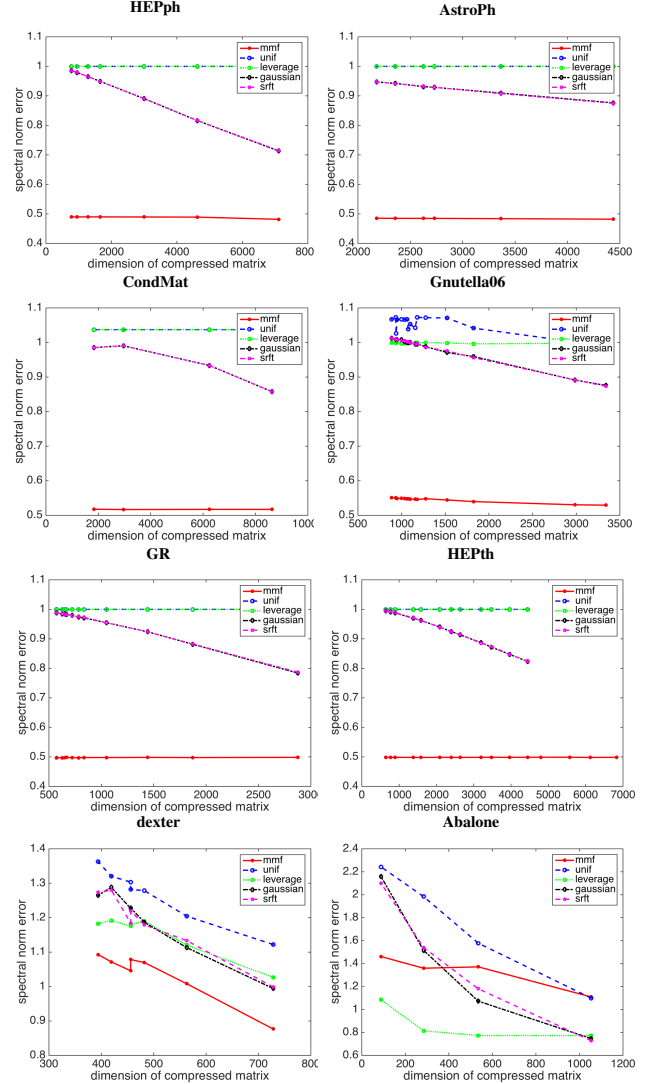 HEPph
1.1
1
0.9
0.8
0.7
0.6
0.5
0.4
spectral norm error
mmf
unif
leverage
gaussian
srft
0 2000 4000 6000 800
dimension of compressed matrix
AstroPh
1.1
1
0.9
0.8
0.7
0.6
0.5
0.4
spectral norm error
mmf
unif
leverage
gaussian
srft
2000 2500 3000 3500 4000 4500
dimension of compressed matrix
CondMat
1.1
1
0.9
0.8
0.7
0.6
0.5
spectral norm error
mmf
unif
leverage
gaussian
srft
0 2000 4000 6000 8000 1000
dimension of compressed matrix
Gnutella06
1.1
1
0.9
0.8
0.7
0.6
0.5
spectral norm error
mmf
unif
leverage
gaussian
srft
500 1000 1500 2000 2500 3000 3500
dimension of compressed matrix
GR
1.1
1
0.9
0.8
0.7
0.6
0.5
0.4
spectral norm error
mmf
unif
leverage
gaussian
srft
500 1000 1500 2000 2500 300
dimension of compressed matrix
HEPth
1.1
1
0.9
0.8
0.7
0.6
0.5
0.4
spectral norm error
mmf
unif
leverage
gaussian
srft
0 1000 2000 3000 4000 5000 6000 7000
dimension of compressed matrix
dexter
1.4
1.3
1.2
1.1
1
0.9
0.8
spectral norm error
mmf
unif
leverage
gaussian
srft
300 400 500 600 700 800
dimension of compressed matrix
Abalone
2.4
2.2
2
1.8
1.6
1.4
1.2
1
0.8
0.6
spectral norm error
mmf
unif
leverage
gaussian
srft
0 200 400 600 800 1000 1200
dimension of compressed matrix